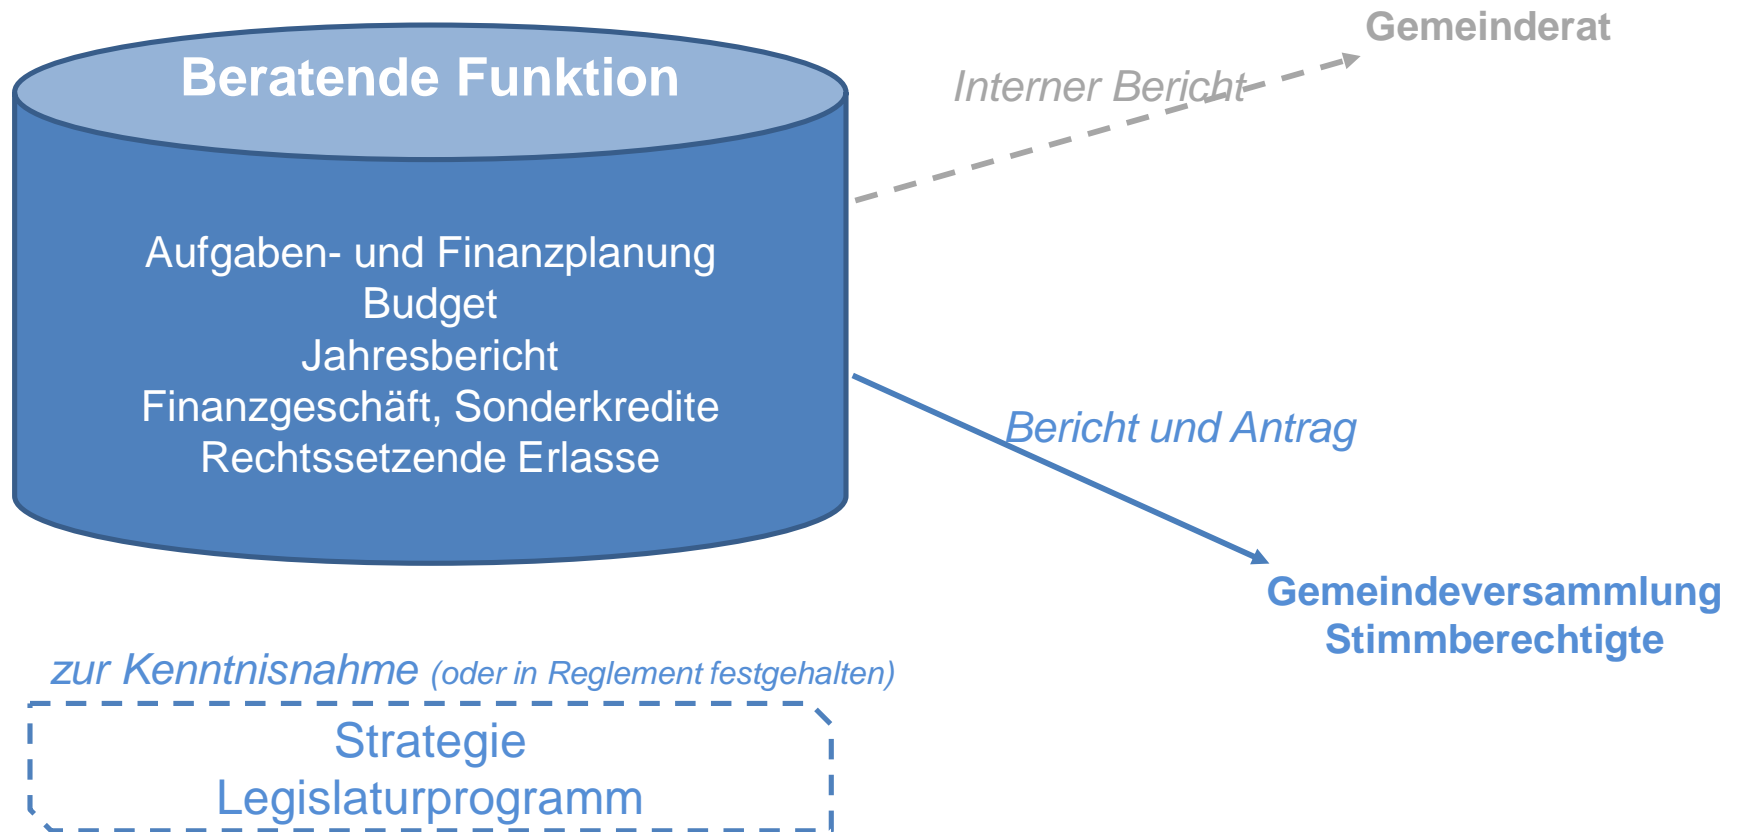 Beratende Funktion
Aufgaben- und Finanzplanung
Budget
Jahresbericht
Finanzgeschäft, Sonderkredite
Rechtssetzende Erlasse
Interner Bericht
Gemeinderat
Bericht und Antrag
Gemeindeversammlung
Stimmberechtigte
zur Kenntnisnahme (oder in Reglement festgehalten)
Strategie
Legislaturprogramm